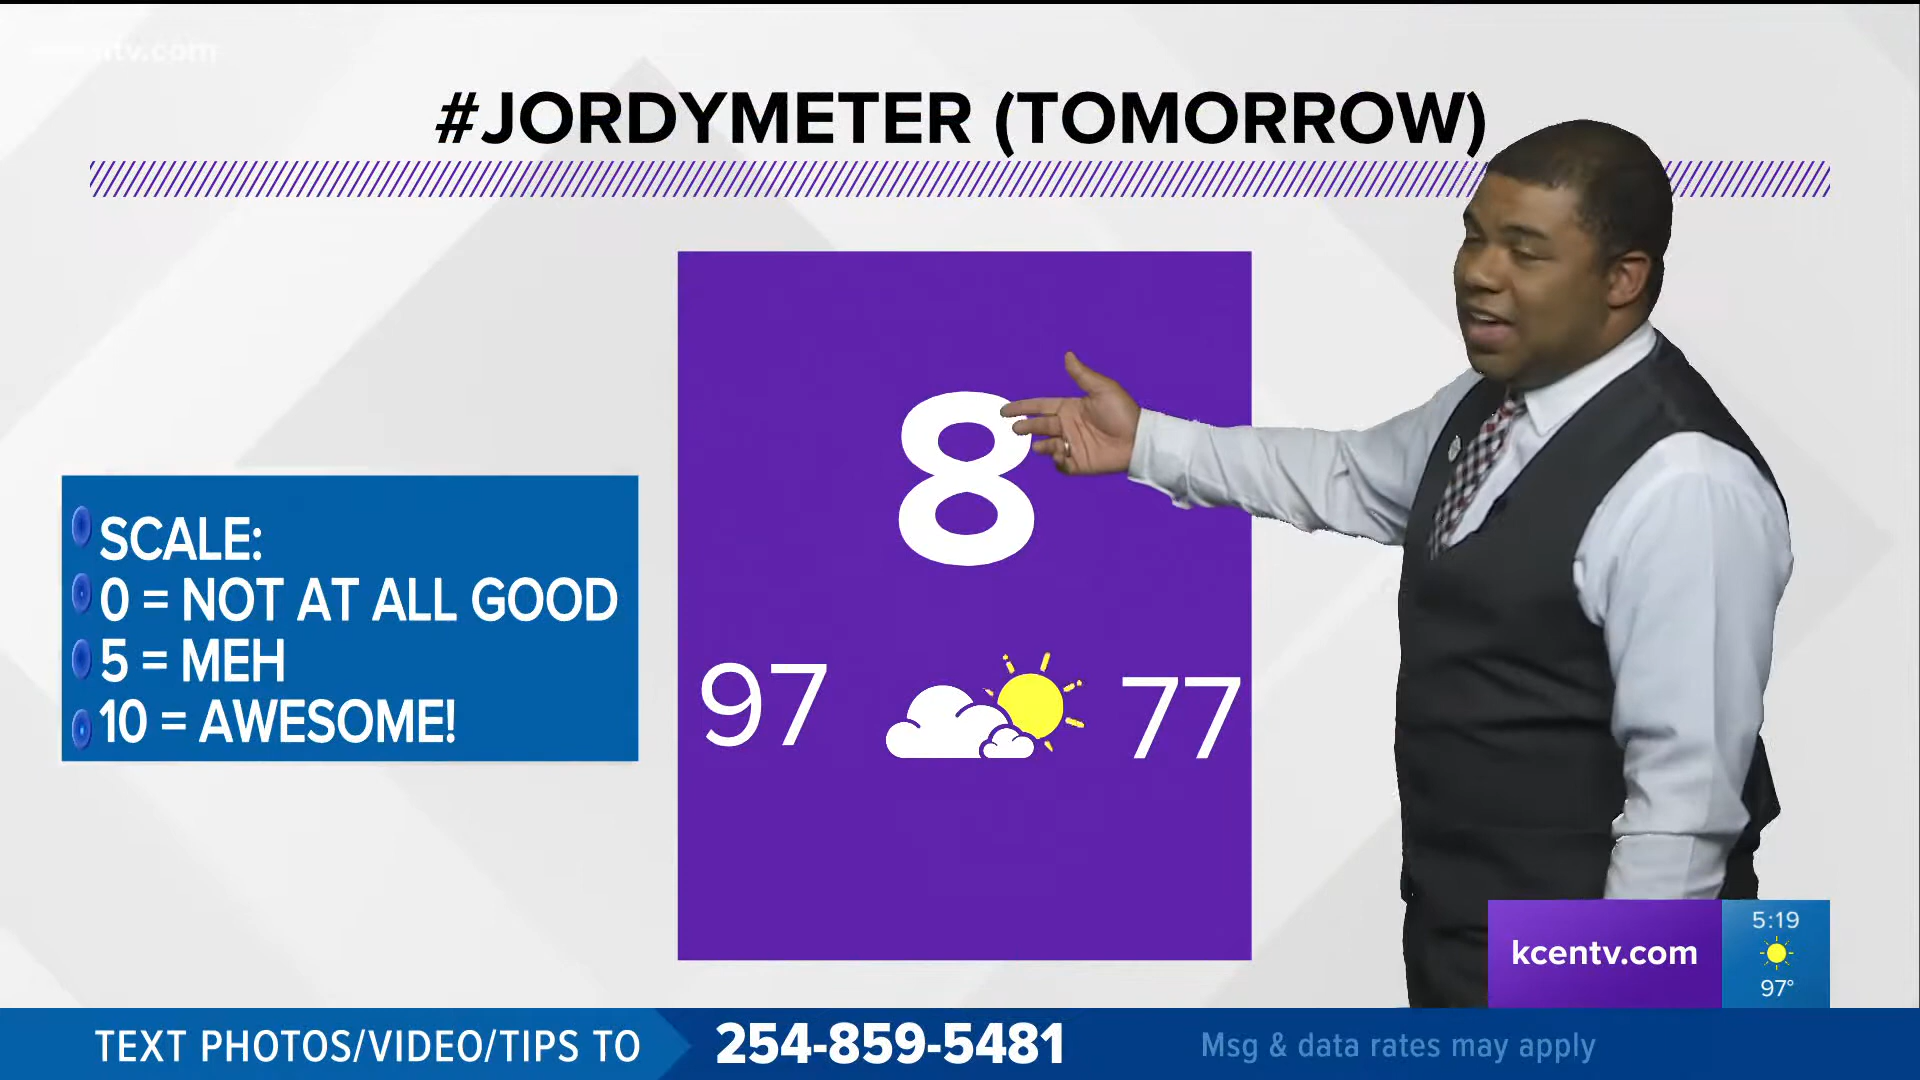 #JORDYMETER (TOMORROW)
8
SCALE:
0 = NOT AT ALL GOOD
5 = MEH
10 = AWESOME!
97
77
5:19
kcentv.com
97°
TEXT PHOTOS/VIDEO/TIPS TO
254-859-5481
Msg & data rates may apply